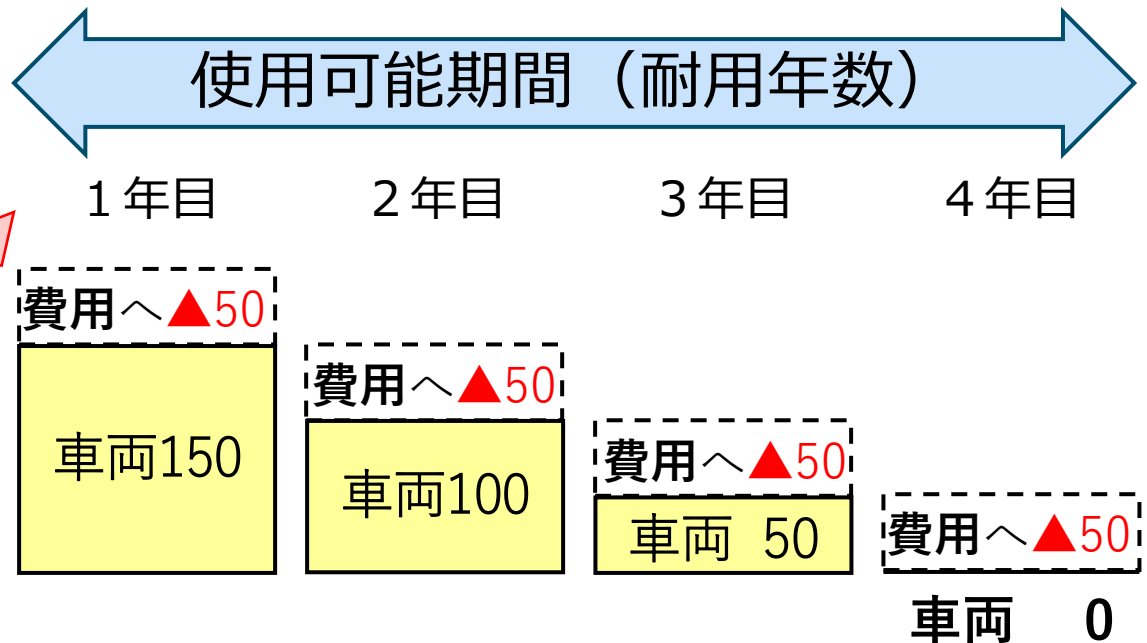 使用可能期間（耐用年数）
１年目
２年目
３年目
４年目
費用へ▲50
車両150
費用へ▲50
車両100
費用へ▲50
車両 50
費用へ▲50
車両 0